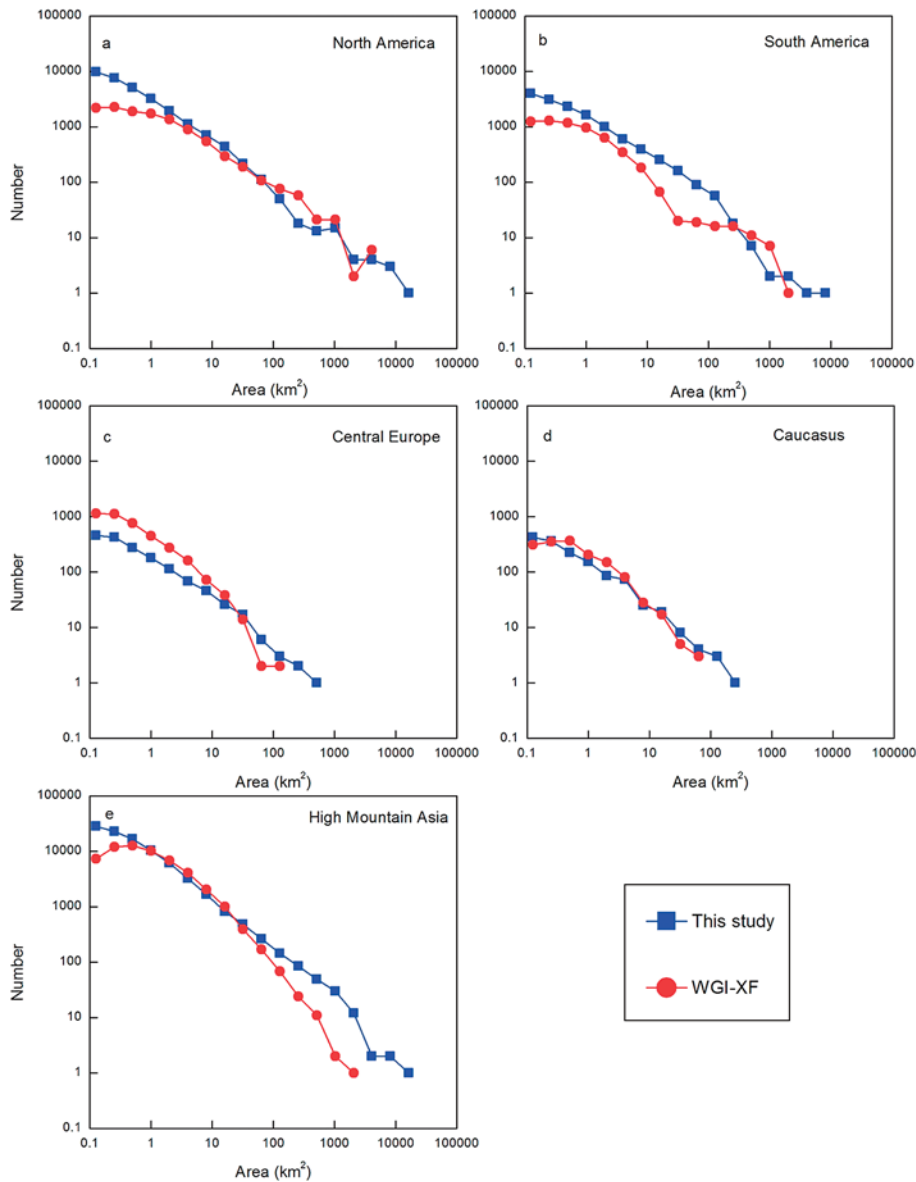 100000
a
North America
10000
1000
100
10
1
0.1
Number
0.1 1 10 100 1000 10000 100000
Area (km²)
100000
b
South America
10000
1000
100
10
1
0.1
Number
0.1 1 10 100 1000 10000 100000
Area (km²)
100000
c
Central Europe
10000
1000
100
10
1
0.1
Number
0.1 1 10 100 1000 10000 100000
Area (km²)
100000
d
Caucasus
10000
1000
100
10
1
0.1
Number
0.1 1 10 100 1000 10000 100000
Area (km²)
100000
e
High Mountain Asia
10000
1000
100
10
1
0.1
Number
0.1 1 10 100 1000 10000 100000
Area (km²)
This study
WGI-XF